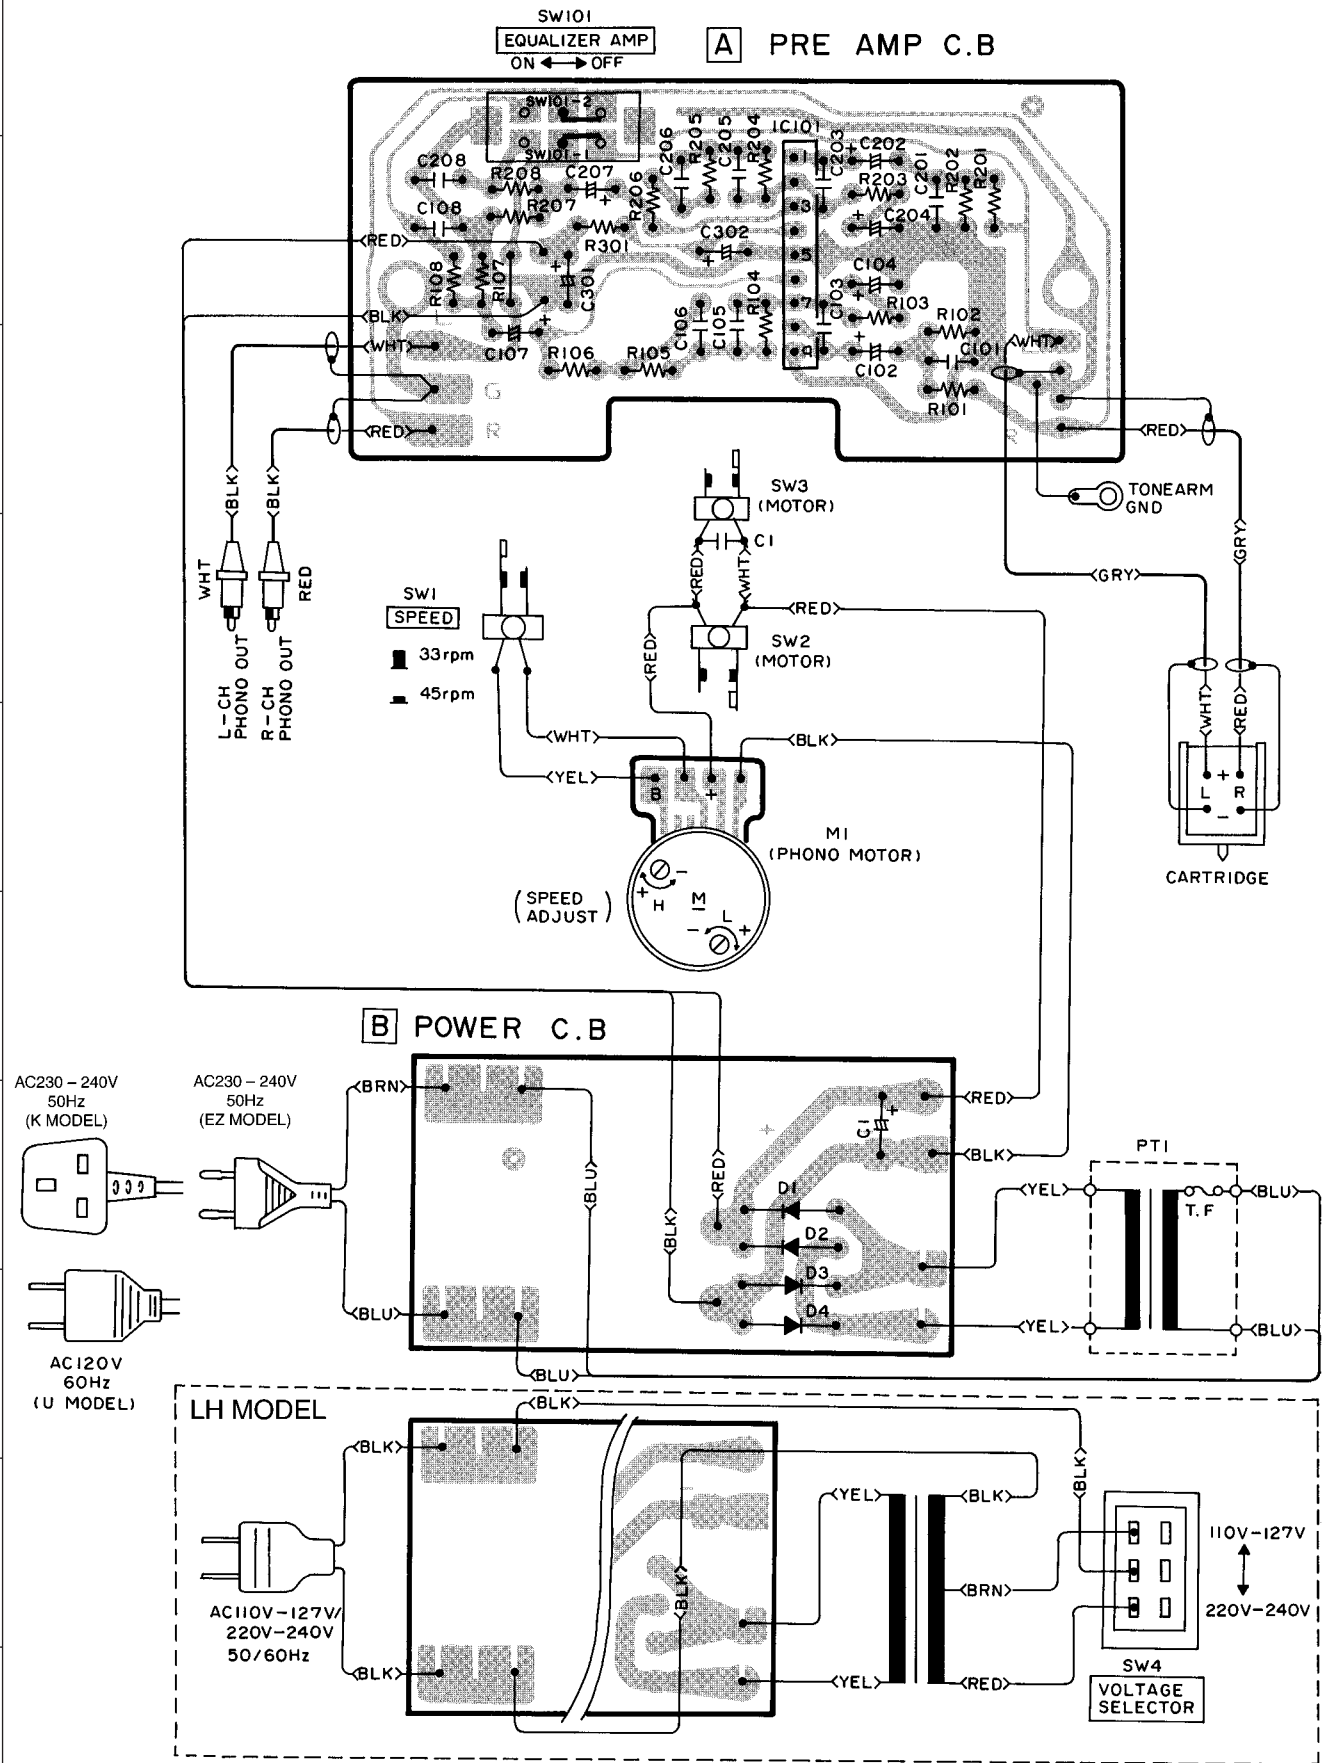 SW101
EQUALIZER AMP
ON OFF
A PRE AMP C.B
SW101-2
SW101-1
C208
C108
R208
R207
C207
R206
C206
R205
C205
R204
IC101
C203
C202
R203
C204
C201
R202
R201
R301
C302
+
+
+
1
3
5
7
9
RED
R108
R107
+
C301
C104
+
R103
C103
R104
C105
C106
BLK
WHT
C107
+
R106
R105
+
C102
R102
C101
R101
WHT
L
G
R
RED
R
RED
BLK
BLK
WHT
RED
L-CH
PHONO OUT
R-CH
PHONO OUT
SW3
(MOTOR)
C1
RED
WHT
TONEARM
GND
GRY
GRY
SW1
SPEED
33rpm
45rpm
RED
RED
SW2
(MOTOR)
WHT
YEL
BLK
B
+
M1
(PHONO MOTOR)
(SPEED
ADJUST)
+ -
H
M
L
- +
WHT
RED
+
L R
-
CARTRIDGE
B POWER C.B
AC230 – 240V
50Hz
(K MODEL)
AC230 – 240V
50Hz
(EZ MODEL)
BRN
BLU
AC120V
60Hz
(U MODEL)
BLU
BLU
BLK
RED
+
+
C1
D1
D2
D3
D4
RED
BLK
YEL
YEL
PT1
T.F
BLU
BLU
LH MODEL
BLK
BLK
BLK
AC110V-127V/
220V-240V
50/60Hz
BLK
YEL
YEL
BLK
BRN
RED
BLK
110V-127V
220V-240V
SW4
VOLTAGE
SELECTOR